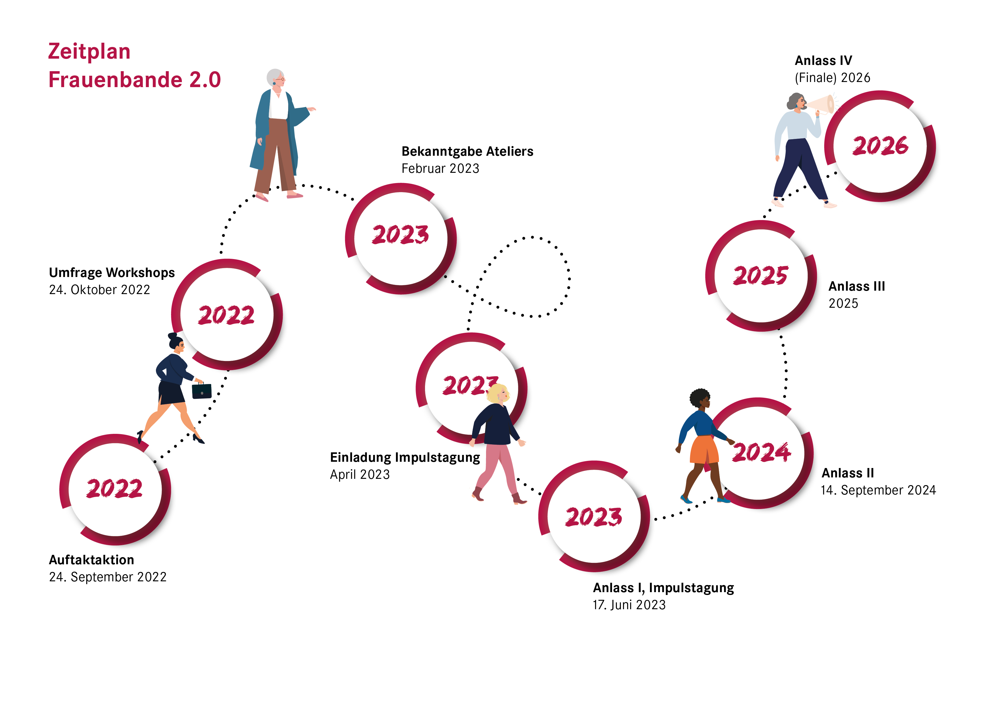 Zeitplan
Frauenbande 2.0
2022
Auftaktaktion
24. September 2022
Umfrage Workshops
24. Oktober 2022
2022
Bekanntgabe Ateliers
Februar 2023
2023
2023
Einladung Impulstagung
April 2023
2023
Anlass I, Impulstagung
17. Juni 2023
2024
Anlass II
14. September 2024
2025
Anlass III
2025
Anlass IV
(Finale) 2026
2026